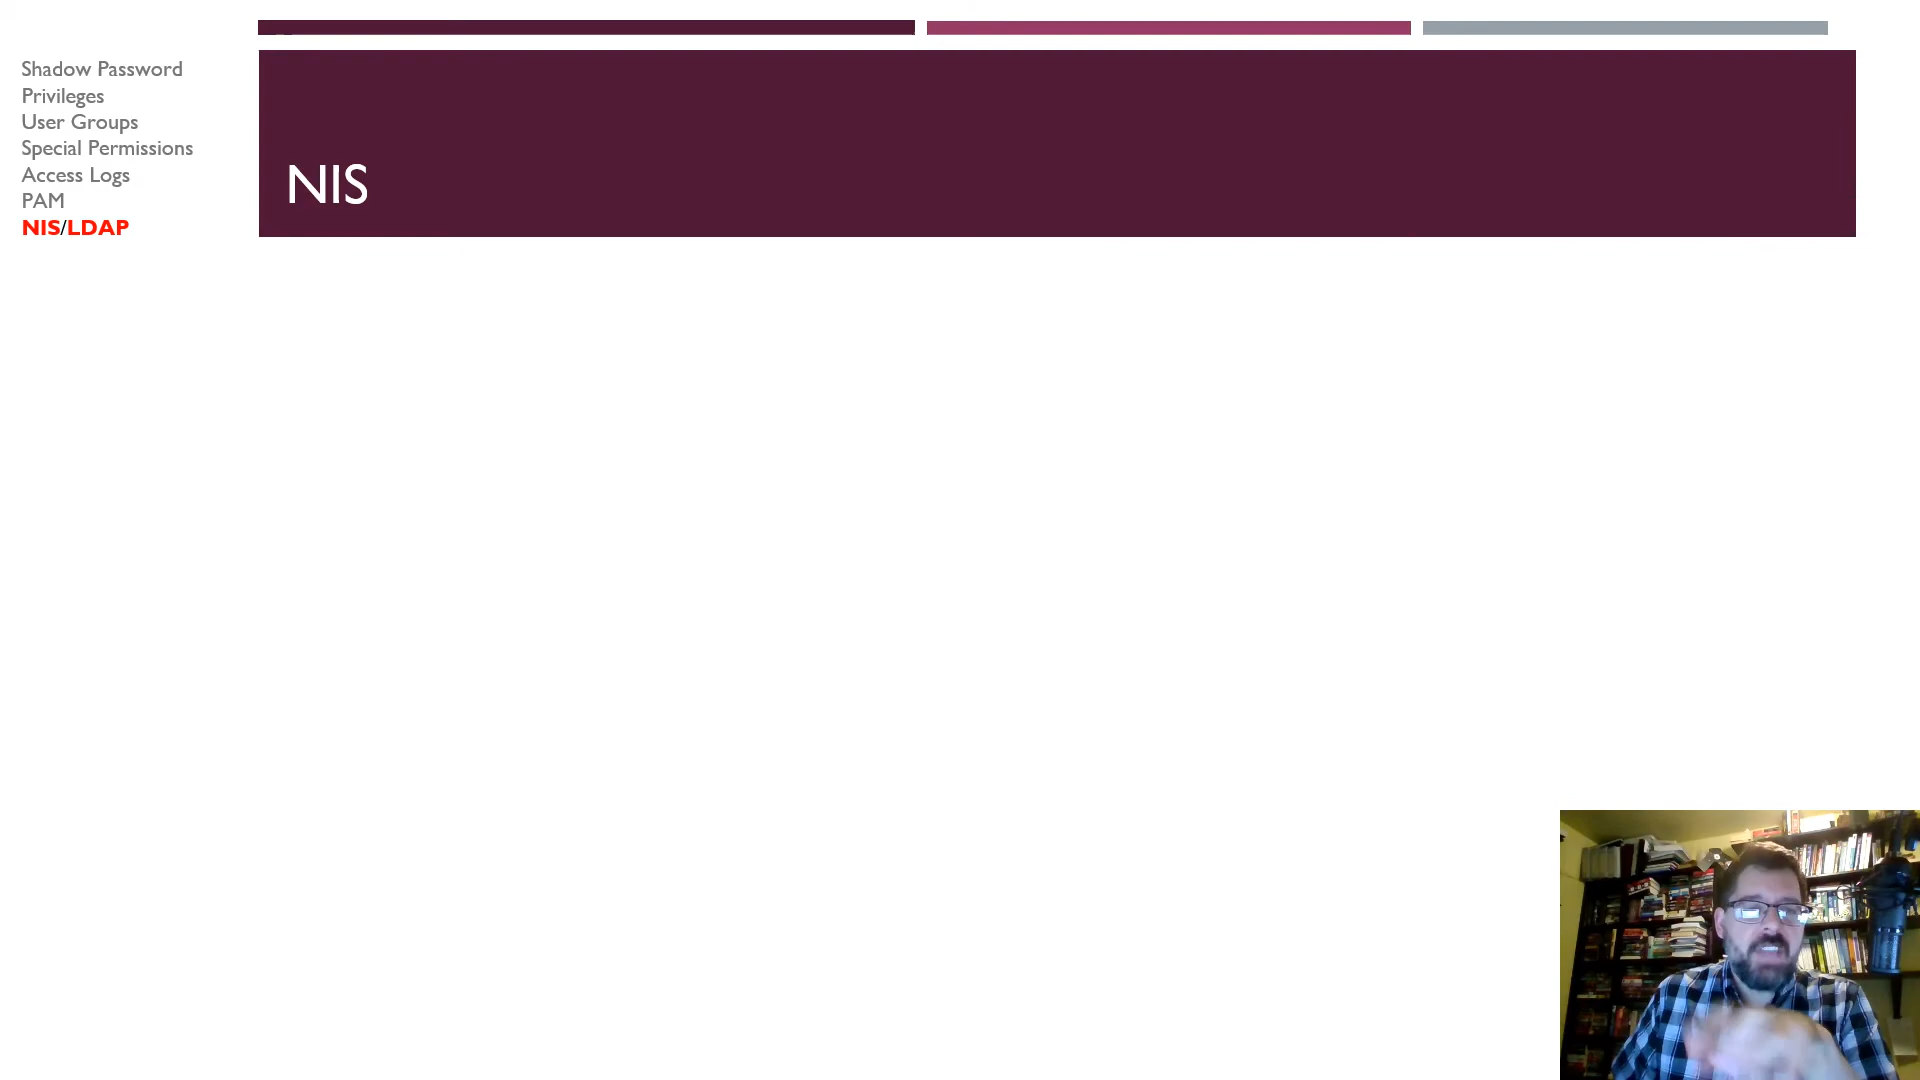 Shadow Password
Privileges
User Groups
Special Permissions
Access Logs
PAM
NIS/LDAP
NIS